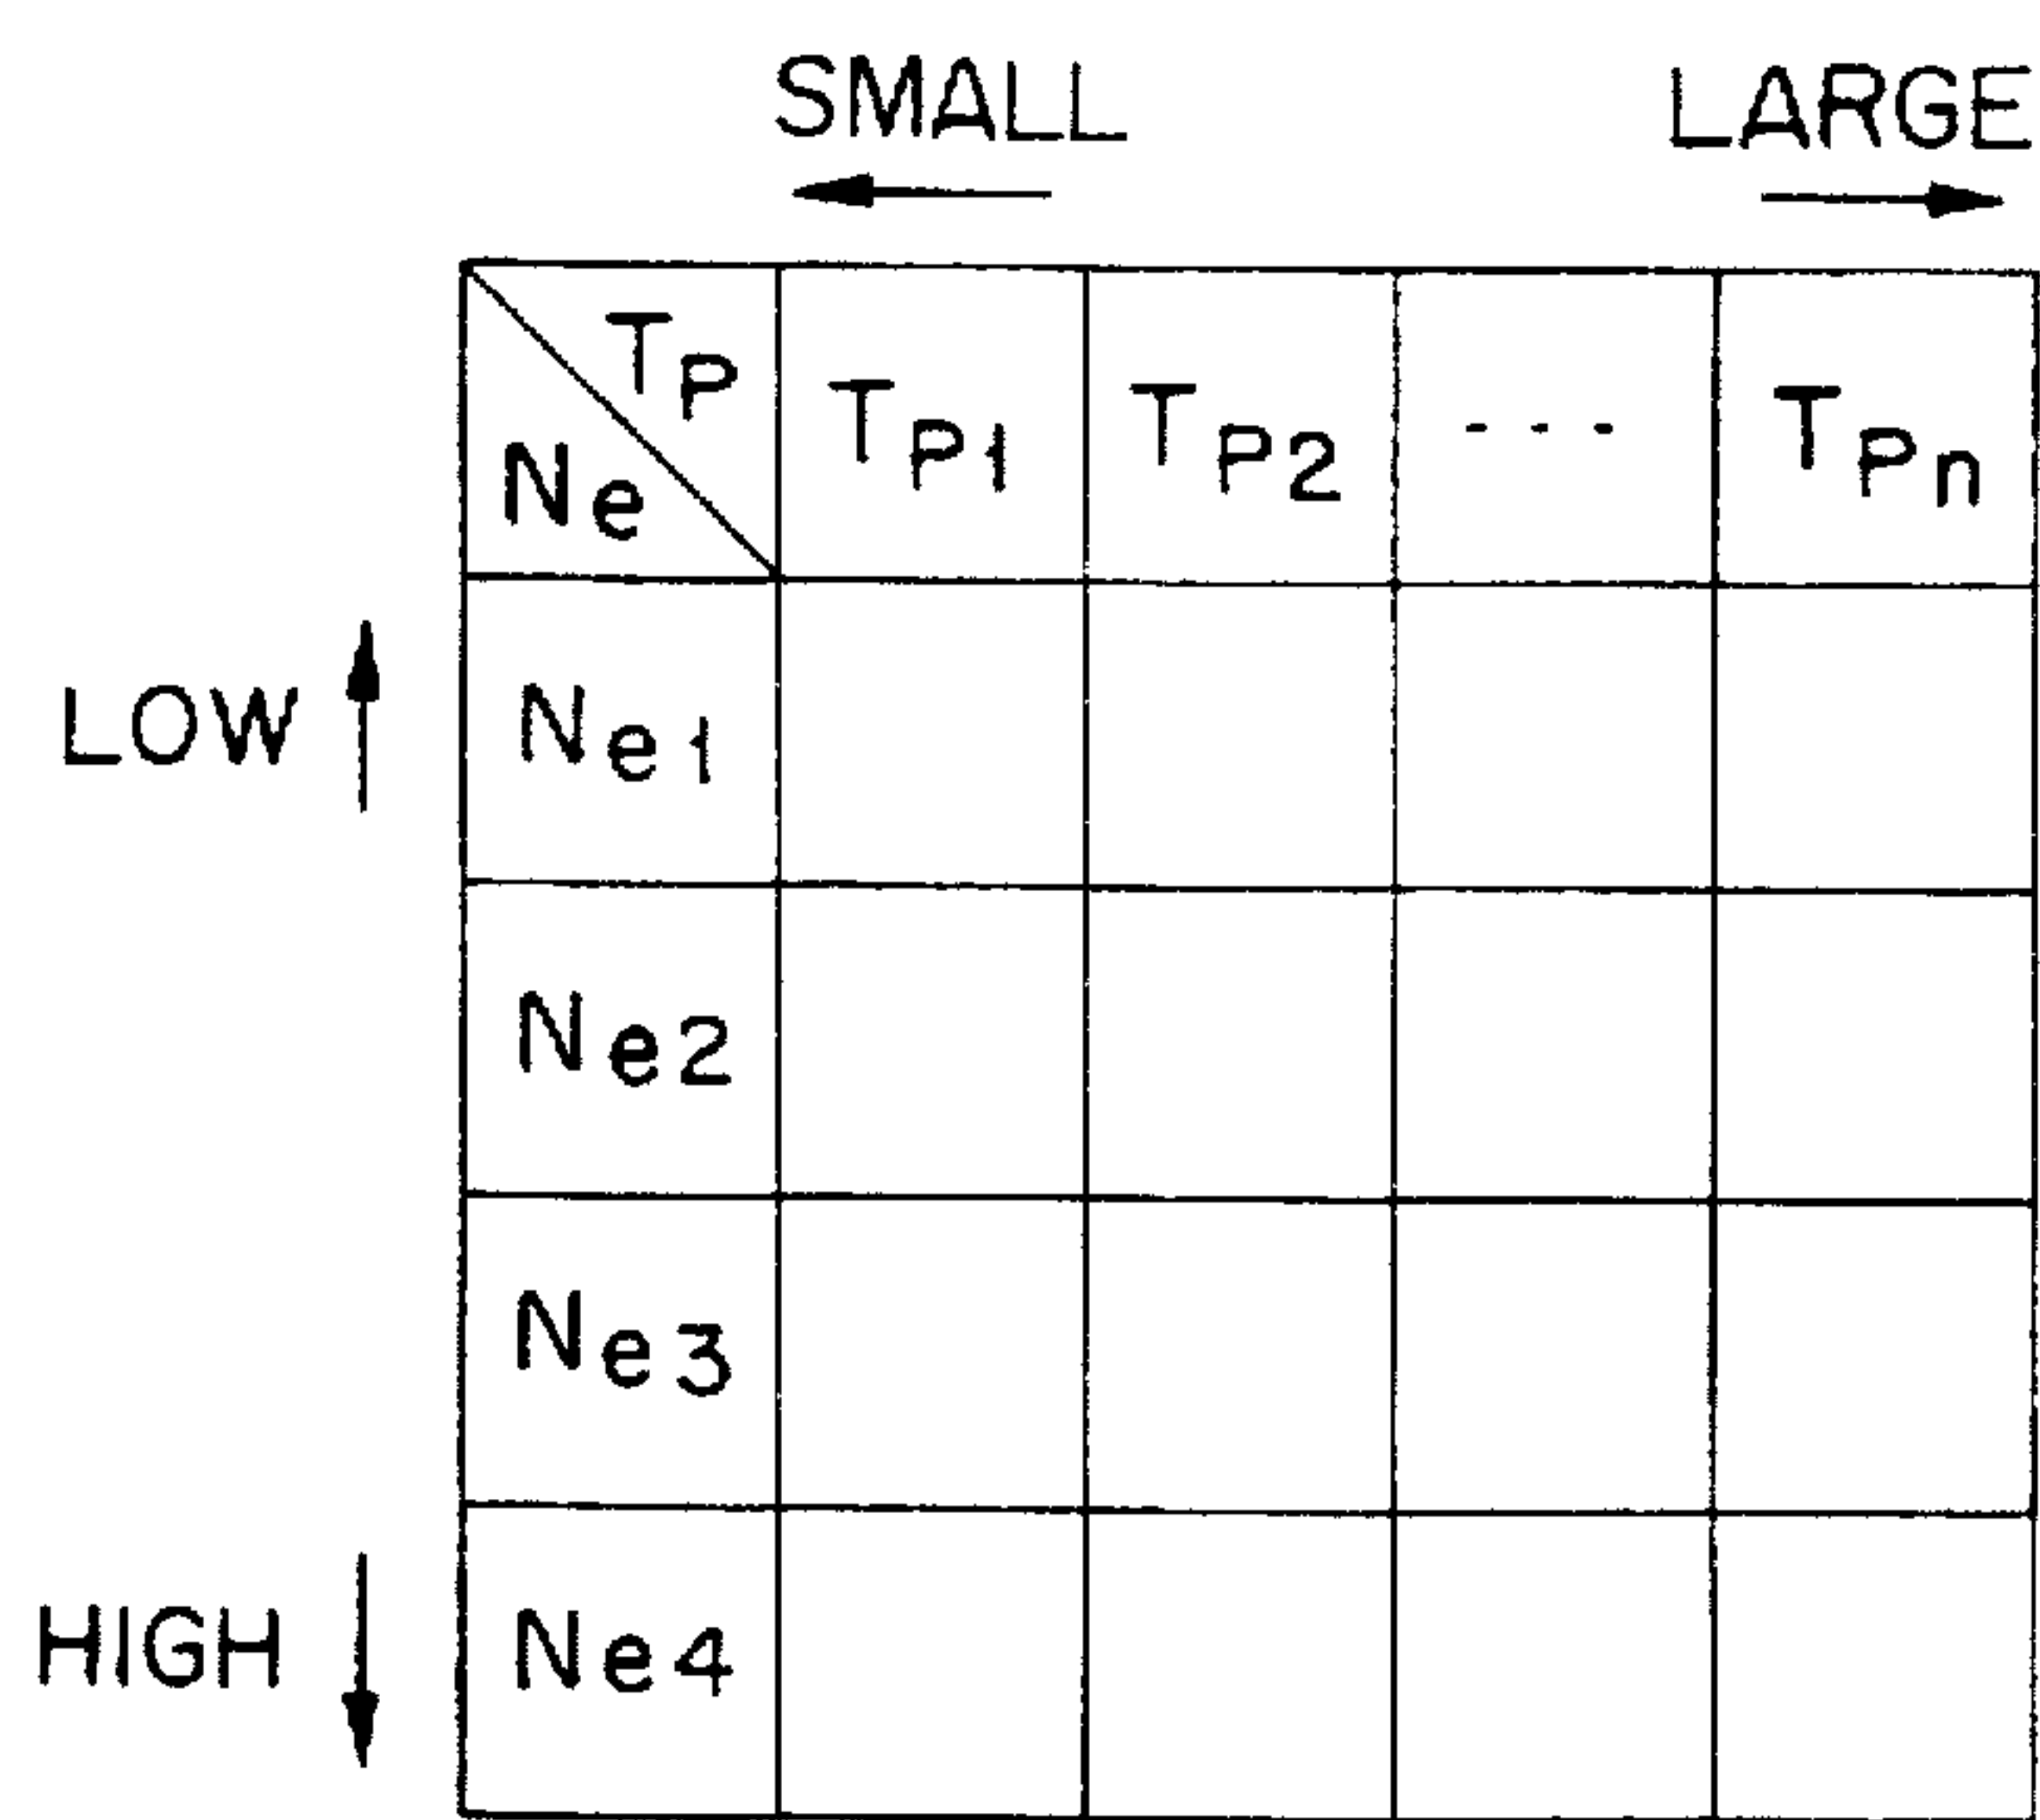 SMALL LARGE
TP TP1 TP2 --- TPn
Ne
LOW Ne1
Ne2
Ne3
HIGH Ne4